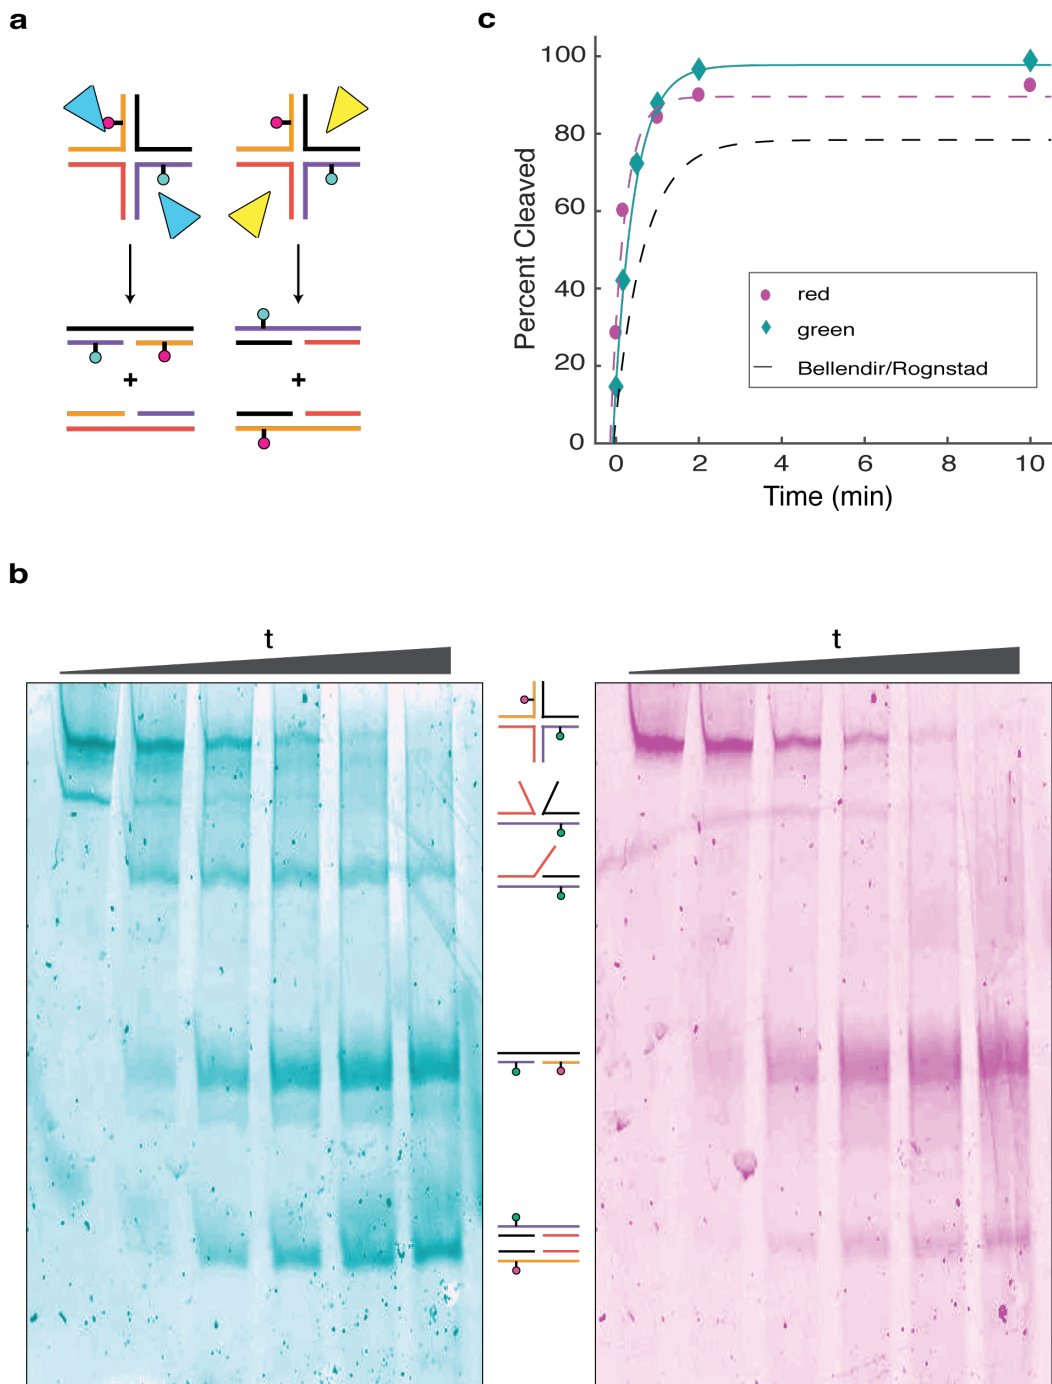 a
c
100
80
60
40
20
0
Percent Cleaved
0 2 4 6 8 10
Time (min)
red
green
Bellendir/Rognstad
+ +
b
t t